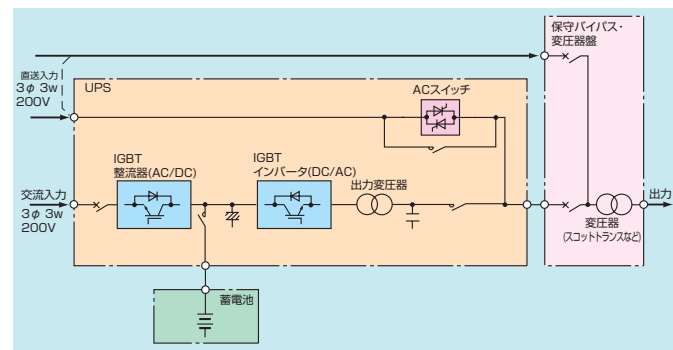 保守バイパス・
変圧器盤
直送入力
3φ 3w
200V
UPS
ACスイッチ
IGBT
整流器(AC/DC)
IGBT
インバータ(DC/AC)
出力変圧器
交流入力
3φ 3w
200V
出力
変圧器
(スコットトランスなど)
蓄電池